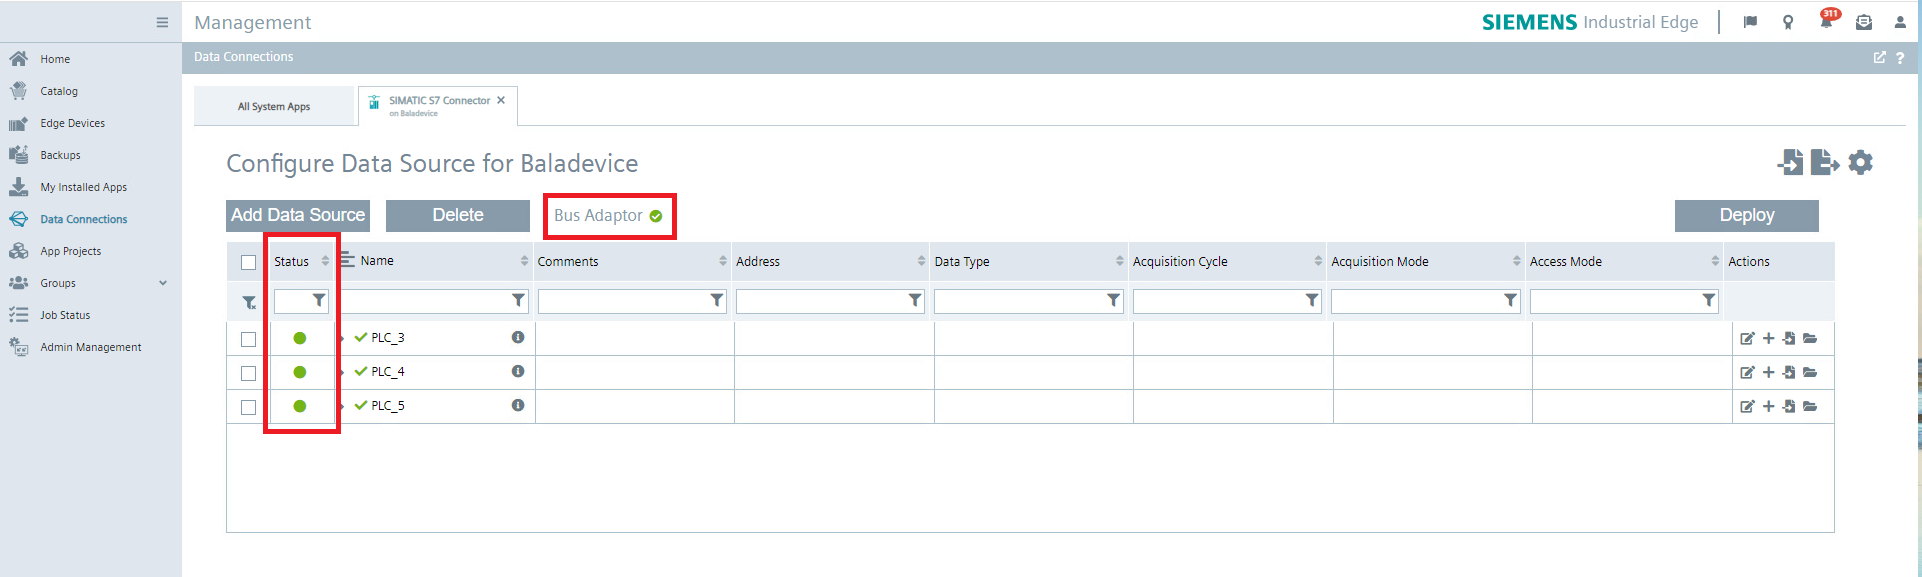 Management
SIEMENS Industrial Edge
311
Home
Catalog
Edge Devices
Backups
My Installed Apps
Data Connections
App Projects
Groups
Job Status
Admin Management
Data Connections
?
All System Apps
SIMATIC S7 Connector
on Baladevice
Configure Data Source for Baladevice
Add Data Source
Delete
Bus Adaptor
Deploy
Status Name Comments Address Data Type Acquisition Cycle Acquisition Mode Access Mode Actions
PLC_3
PLC_4
PLC_5